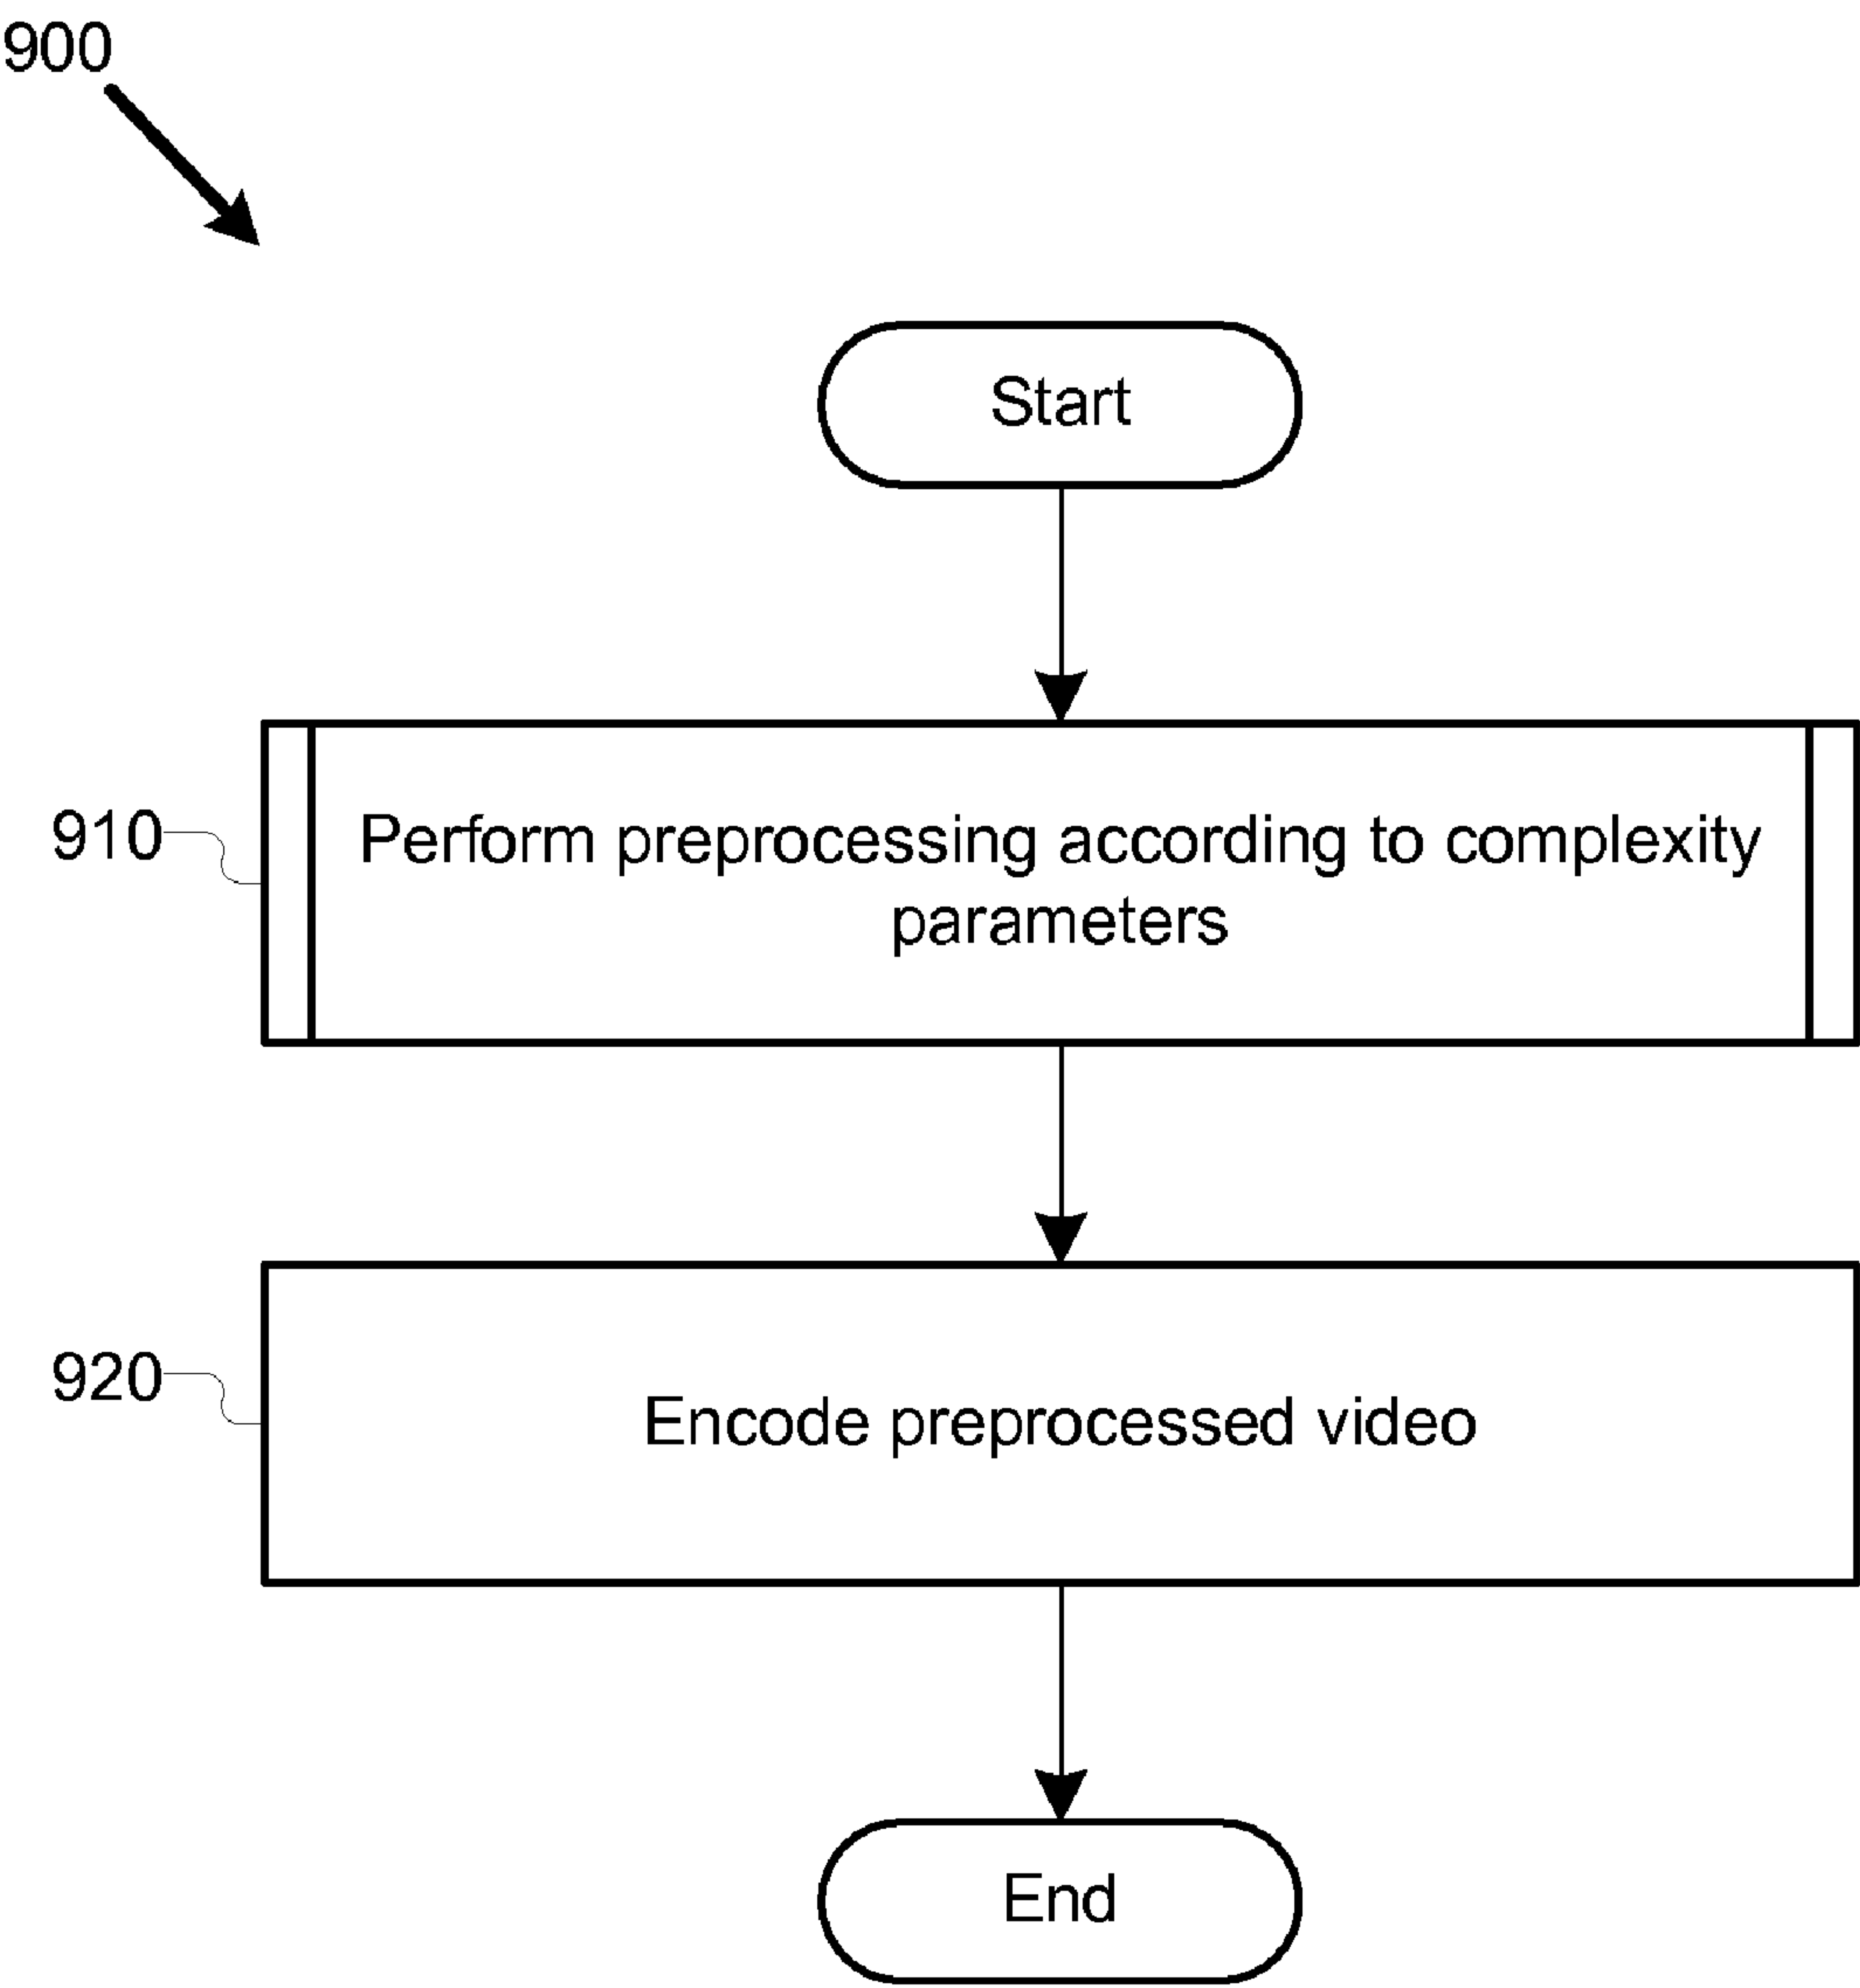 900
Start
910
Perform preprocessing according to complexity
parameters
920
Encode preprocessed video
End